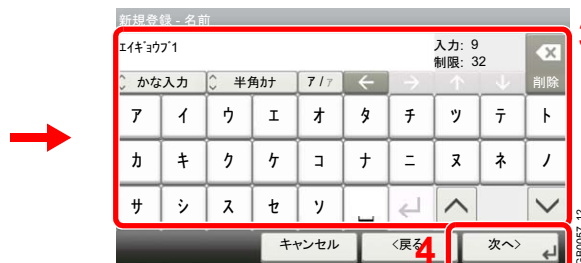 新規登録 - 名前
ｴｲｷﾞｮｳﾌﾞ1
入力: 9
制限: 32
かな入力 半角ｶﾅ ｱ/ｧ ← → ↑ ↓ 削除
ア イ ウ エ オ タ チ ツ テ ト
カ キ ク ケ コ ナ ニ ヌ ネ ノ
サ シ ス セ ソ
キャンセル <戻る 4 次へ>